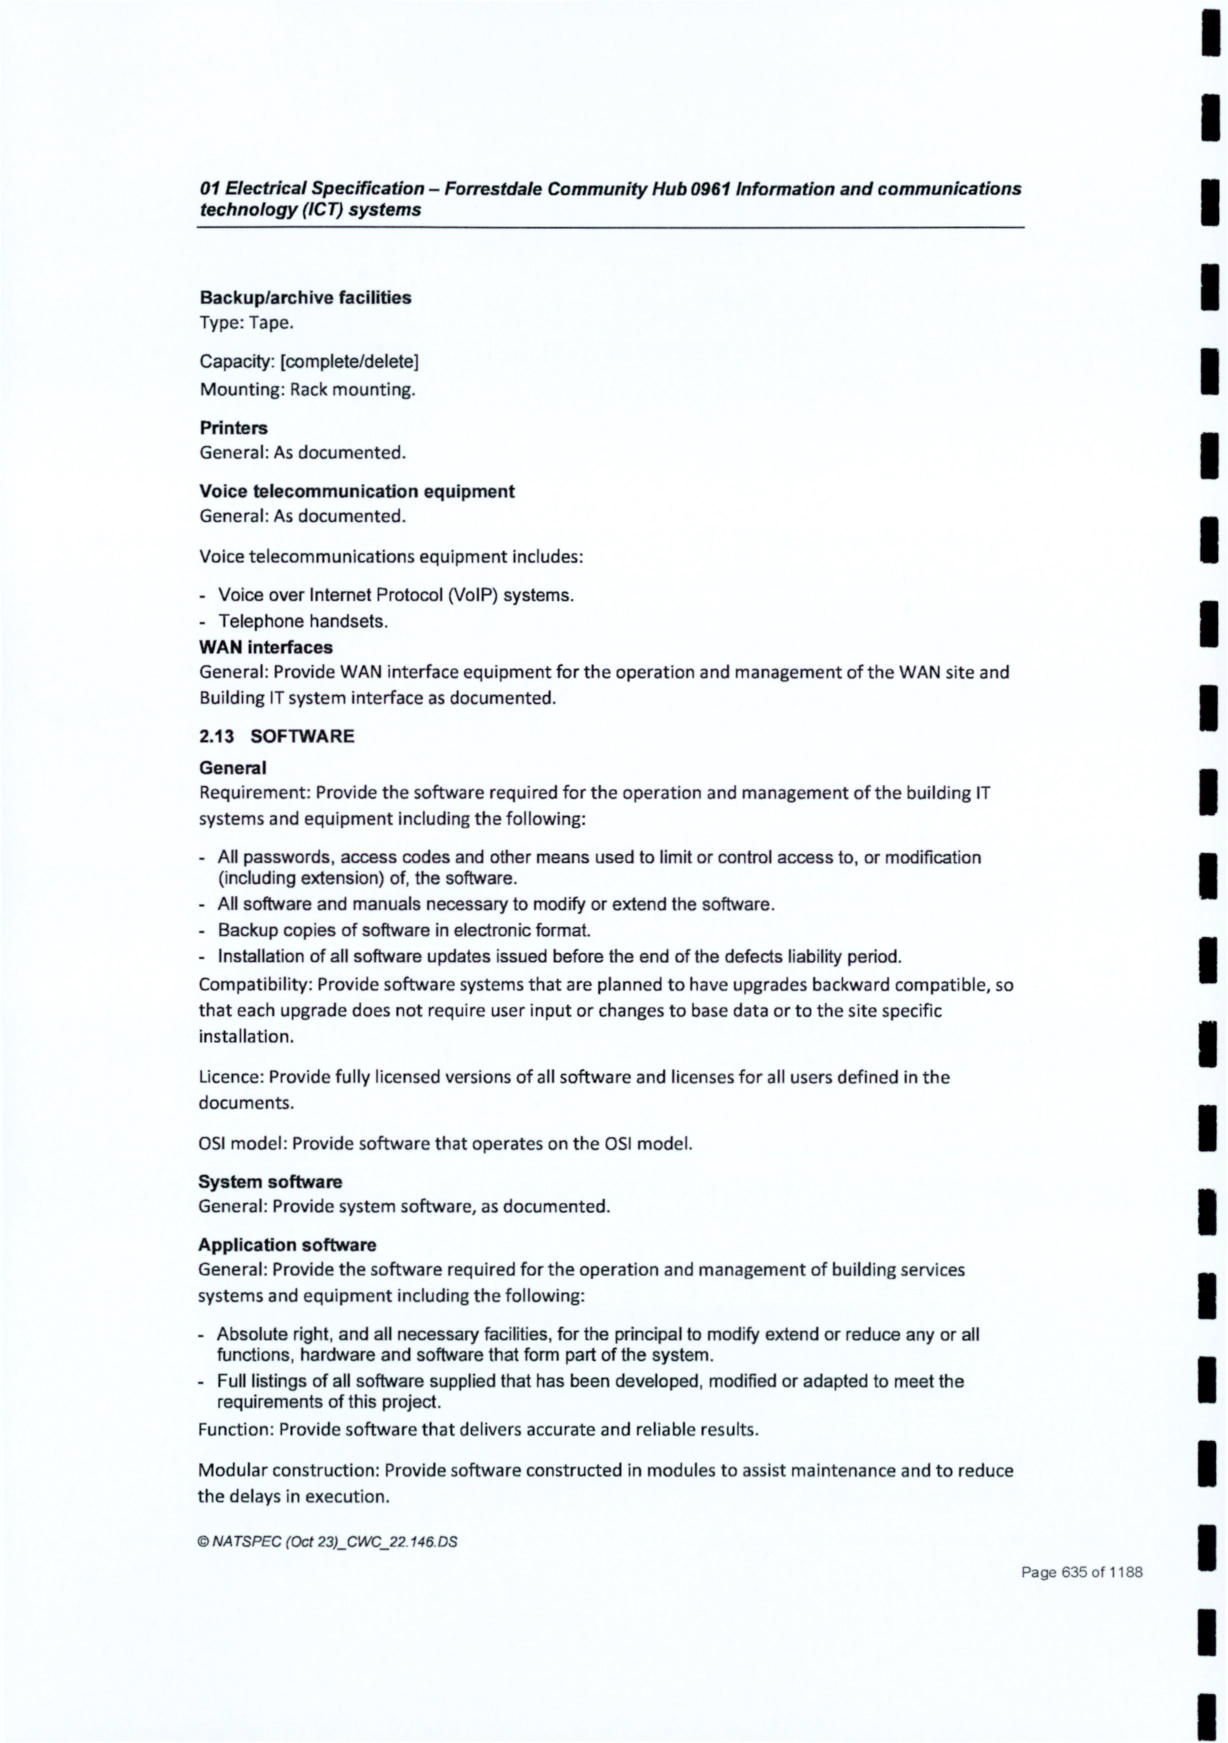 01 Electrical Specification – Forrestdale Community Hub 0961 Information and communications
technology (ICT) systems
Backup/archive facilities
Type: Tape.
Capacity: [complete/delete]
Mounting: Rack mounting.
Printers
General: As documented.
Voice telecommunication equipment
General: As documented.
Voice telecommunications equipment includes:
- Voice over Internet Protocol (VoIP) systems.
- Telephone handsets.
WAN interfaces
General: Provide WAN interface equipment for the operation and management of the WAN site and
Building IT system interface as documented.
2.13 SOFTWARE
General
Requirement: Provide the software required for the operation and management of the building IT
systems and equipment including the following:
- All passwords, access codes and other means used to limit or control access to, or modification
(including extension) of, the software.
- All software and manuals necessary to modify or extend the software.
- Backup copies of software in electronic format.
- Installation of all software updates issued before the end of the defects liability period.
Compatibility: Provide software systems that are planned to have upgrades backward compatible, so
that each upgrade does not require user input or changes to base data or to the site specific
installation.
Licence: Provide fully licensed versions of all software and licenses for all users defined in the
documents.
OSI model: Provide software that operates on the OSI model.
System software
General: Provide system software, as documented.
Application software
General: Provide the software required for the operation and management of building services
systems and equipment including the following:
- Absolute right, and all necessary facilities, for the principal to modify extend or reduce any or all
functions, hardware and software that form part of the system.
- Full listings of all software supplied that has been developed, modified or adapted to meet the
requirements of this project.
Function: Provide software that delivers accurate and reliable results.
Modular construction: Provide software constructed in modules to assist maintenance and to reduce
the delays in execution.
© NATSPEC (Oct 23)_CWC_22.146.DS
Page 635 of 1188